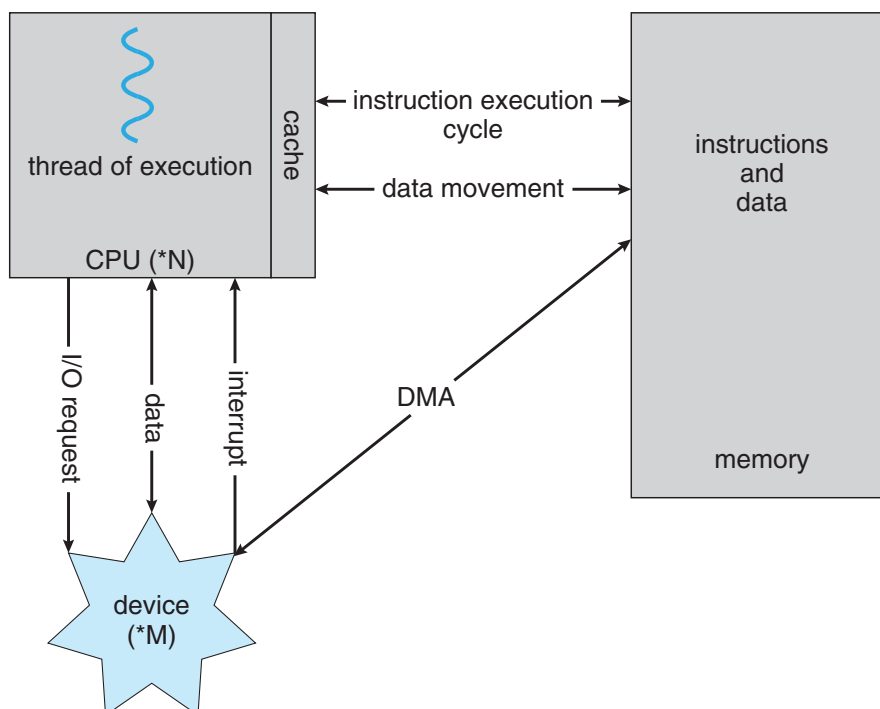 thread of execution
cache
CPU (*N)
instruction execution
cycle
data movement
instructions
and
data
memory
I/O request
data
interrupt
DMA
device
(*M)